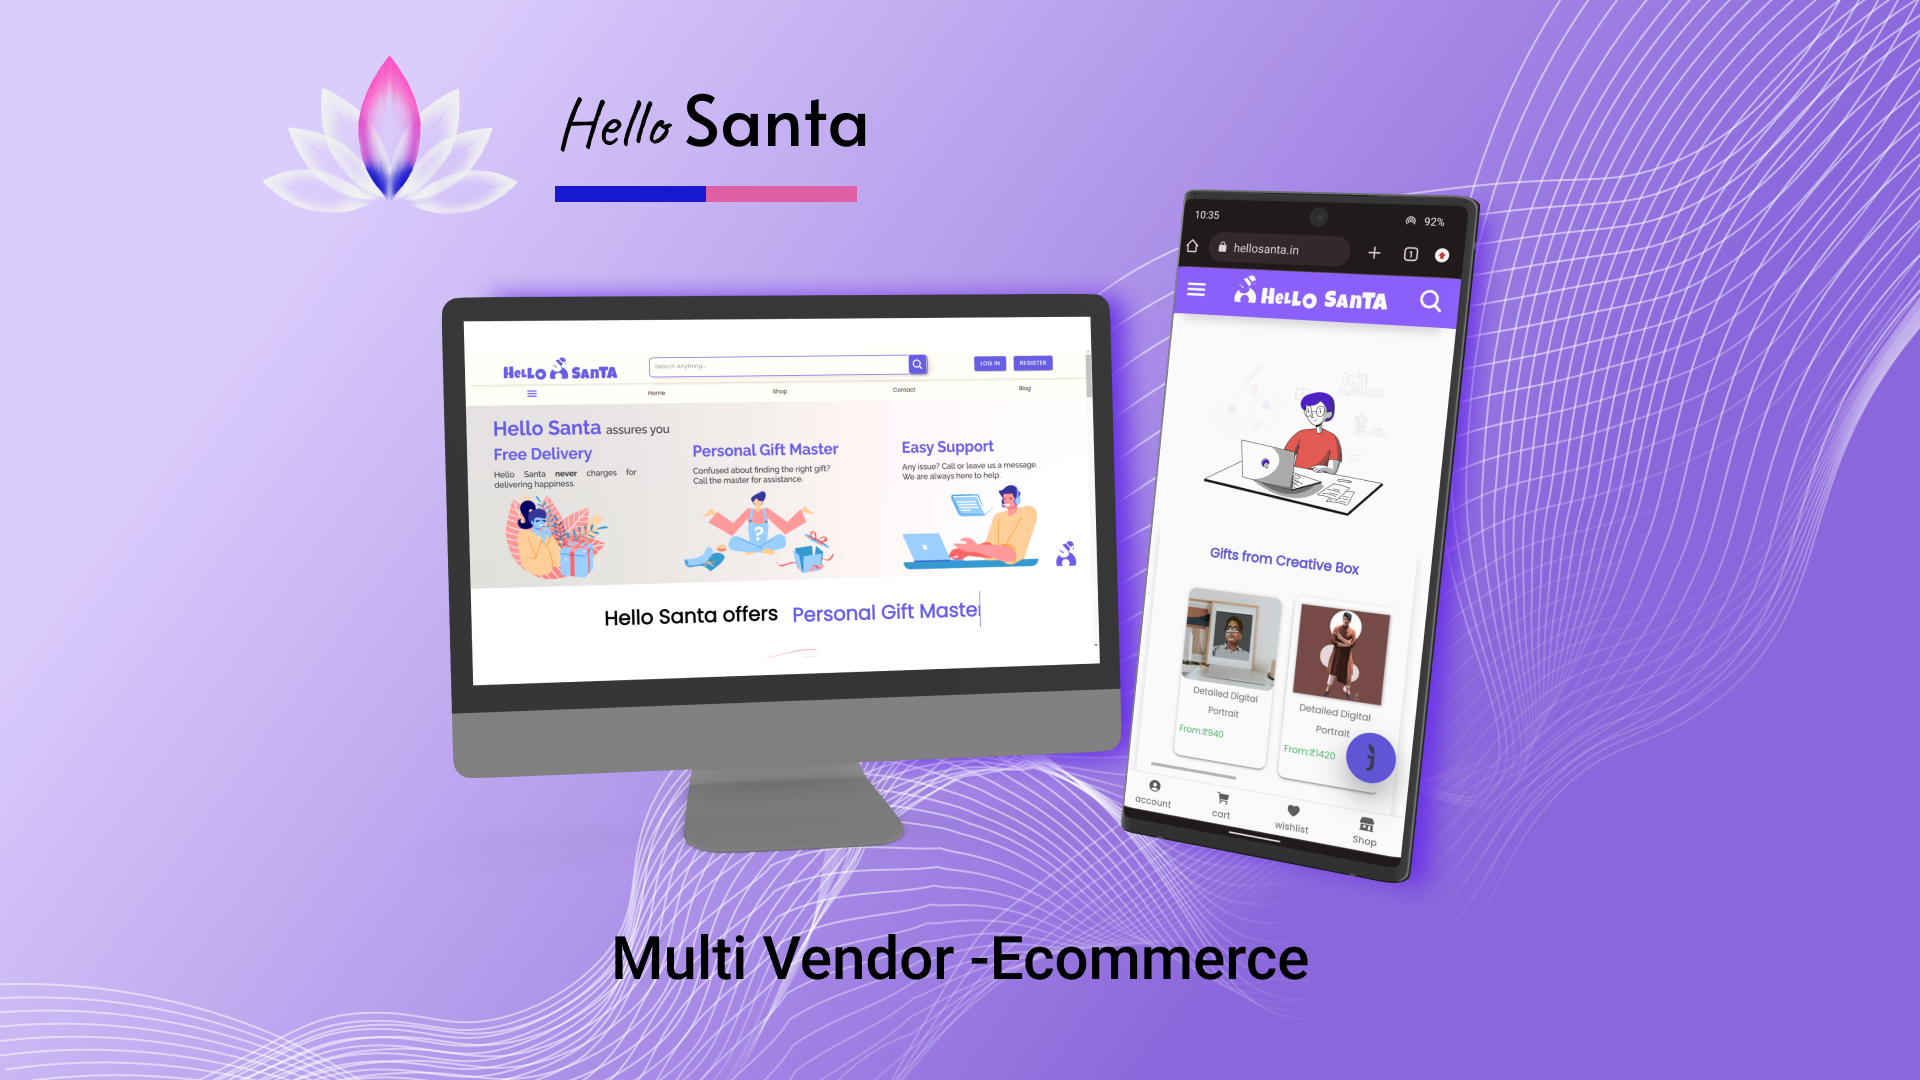 Hello Santa
HELLO SANTA
Search Anything...
LOG IN
REGISTER
Home
Shop
Contact
Blog
Hello Santa assures you
Free Delivery
Hello Santa never charges for
delivering happiness.
Personal Gift Master
Confused about finding the right gift?
Call the master for assistance.
?
Easy Support
Any issue? Call or leave us a message.
We are always here to help.
Hello Santa offers Personal Gift Master
10:35
92%
hellosanta.in
1
HELLO SANTA
Gifts from Creative Box
Detailed Digital
Portrait
From:₹940
Detailed Digital
Portrait
From:₹1420
j
account
cart
wishlist
Shop
Multi Vendor -Ecommerce